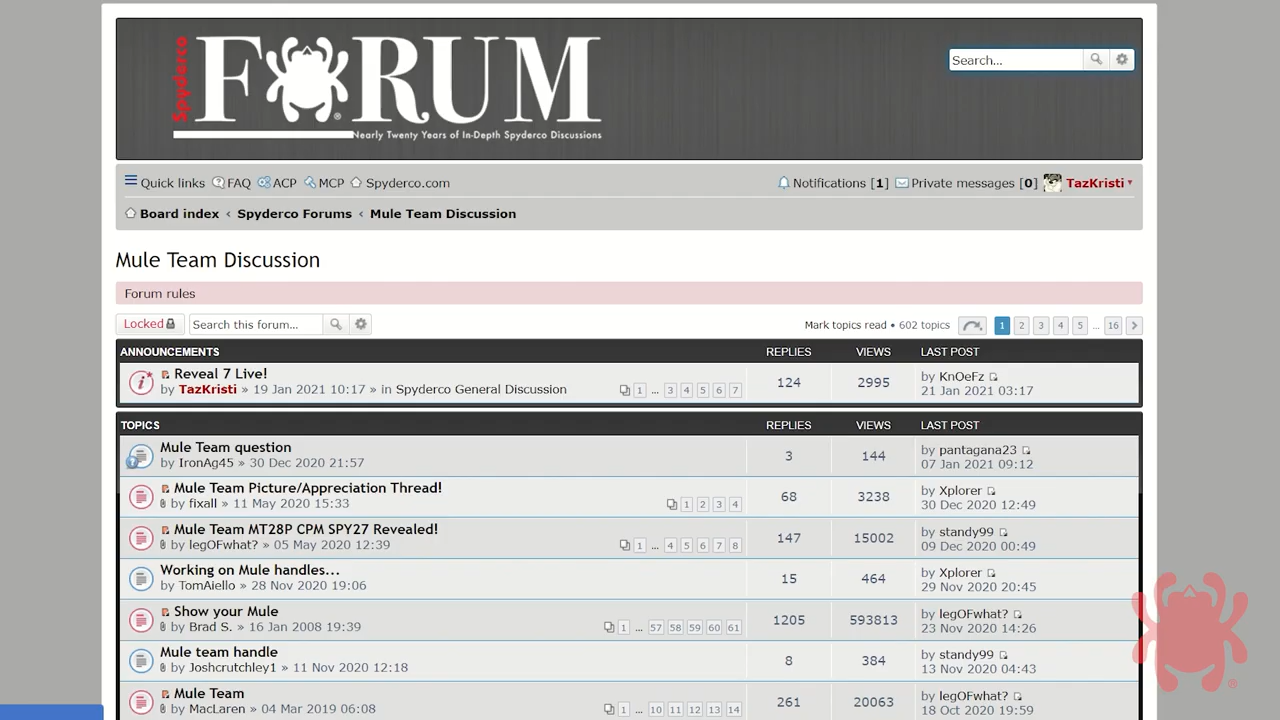 Spyderco
FORUM
®
Nearly Twenty Years of In-Depth Spyderco Discussions
Search...
Quick links FAQ ACP MCP Spyderco.com
Notifications [1] Private messages [0] TazKristi
Board index ‹ Spyderco Forums ‹ Mule Team Discussion
Mule Team Discussion
Forum rules
Locked Search this forum... Mark topics read • 602 topics 1 2 3 4 5 ... 16
ANNOUNCEMENTS REPLIES VIEWS LAST POST
Reveal 7 Live!
by TazKristi » 19 Jan 2021 10:17 » in Spyderco General Discussion 1 ... 3 4 5 6 7
124 2995
by KnOeFz
21 Jan 2021 03:17
TOPICS REPLIES VIEWS LAST POST
Mule Team question
by IronAg45 » 30 Dec 2020 21:57
3 144
by pantagana23
07 Jan 2021 09:12
Mule Team Picture/Appreciation Thread!
by fixall » 11 May 2020 15:33 1 2 3 4
68 3238
by Xplorer
30 Dec 2020 12:49
Mule Team MT28P CPM SPY27 Revealed!
by legOFwhat? » 05 May 2020 12:39 1 ... 4 5 6 7 8
147 15002
by standy99
09 Dec 2020 00:49
Working on Mule handles...
by TomAiello » 28 Nov 2020 19:06
15 464
by Xplorer
29 Nov 2020 20:45
Show your Mule
by Brad S. » 16 Jan 2008 19:39 1 ... 57 58 59 60 61
1205 593813
by legOFwhat?
23 Nov 2020 14:26
Mule team handle
by Joshcrutchley1 » 11 Nov 2020 12:18
8 384
by standy99
13 Nov 2020 04:43
Mule Team
by MacLaren » 04 Mar 2019 06:08 1 ... 10 11 12 13 14
261 20063
by legOFwhat?
18 Oct 2020 19:59
®